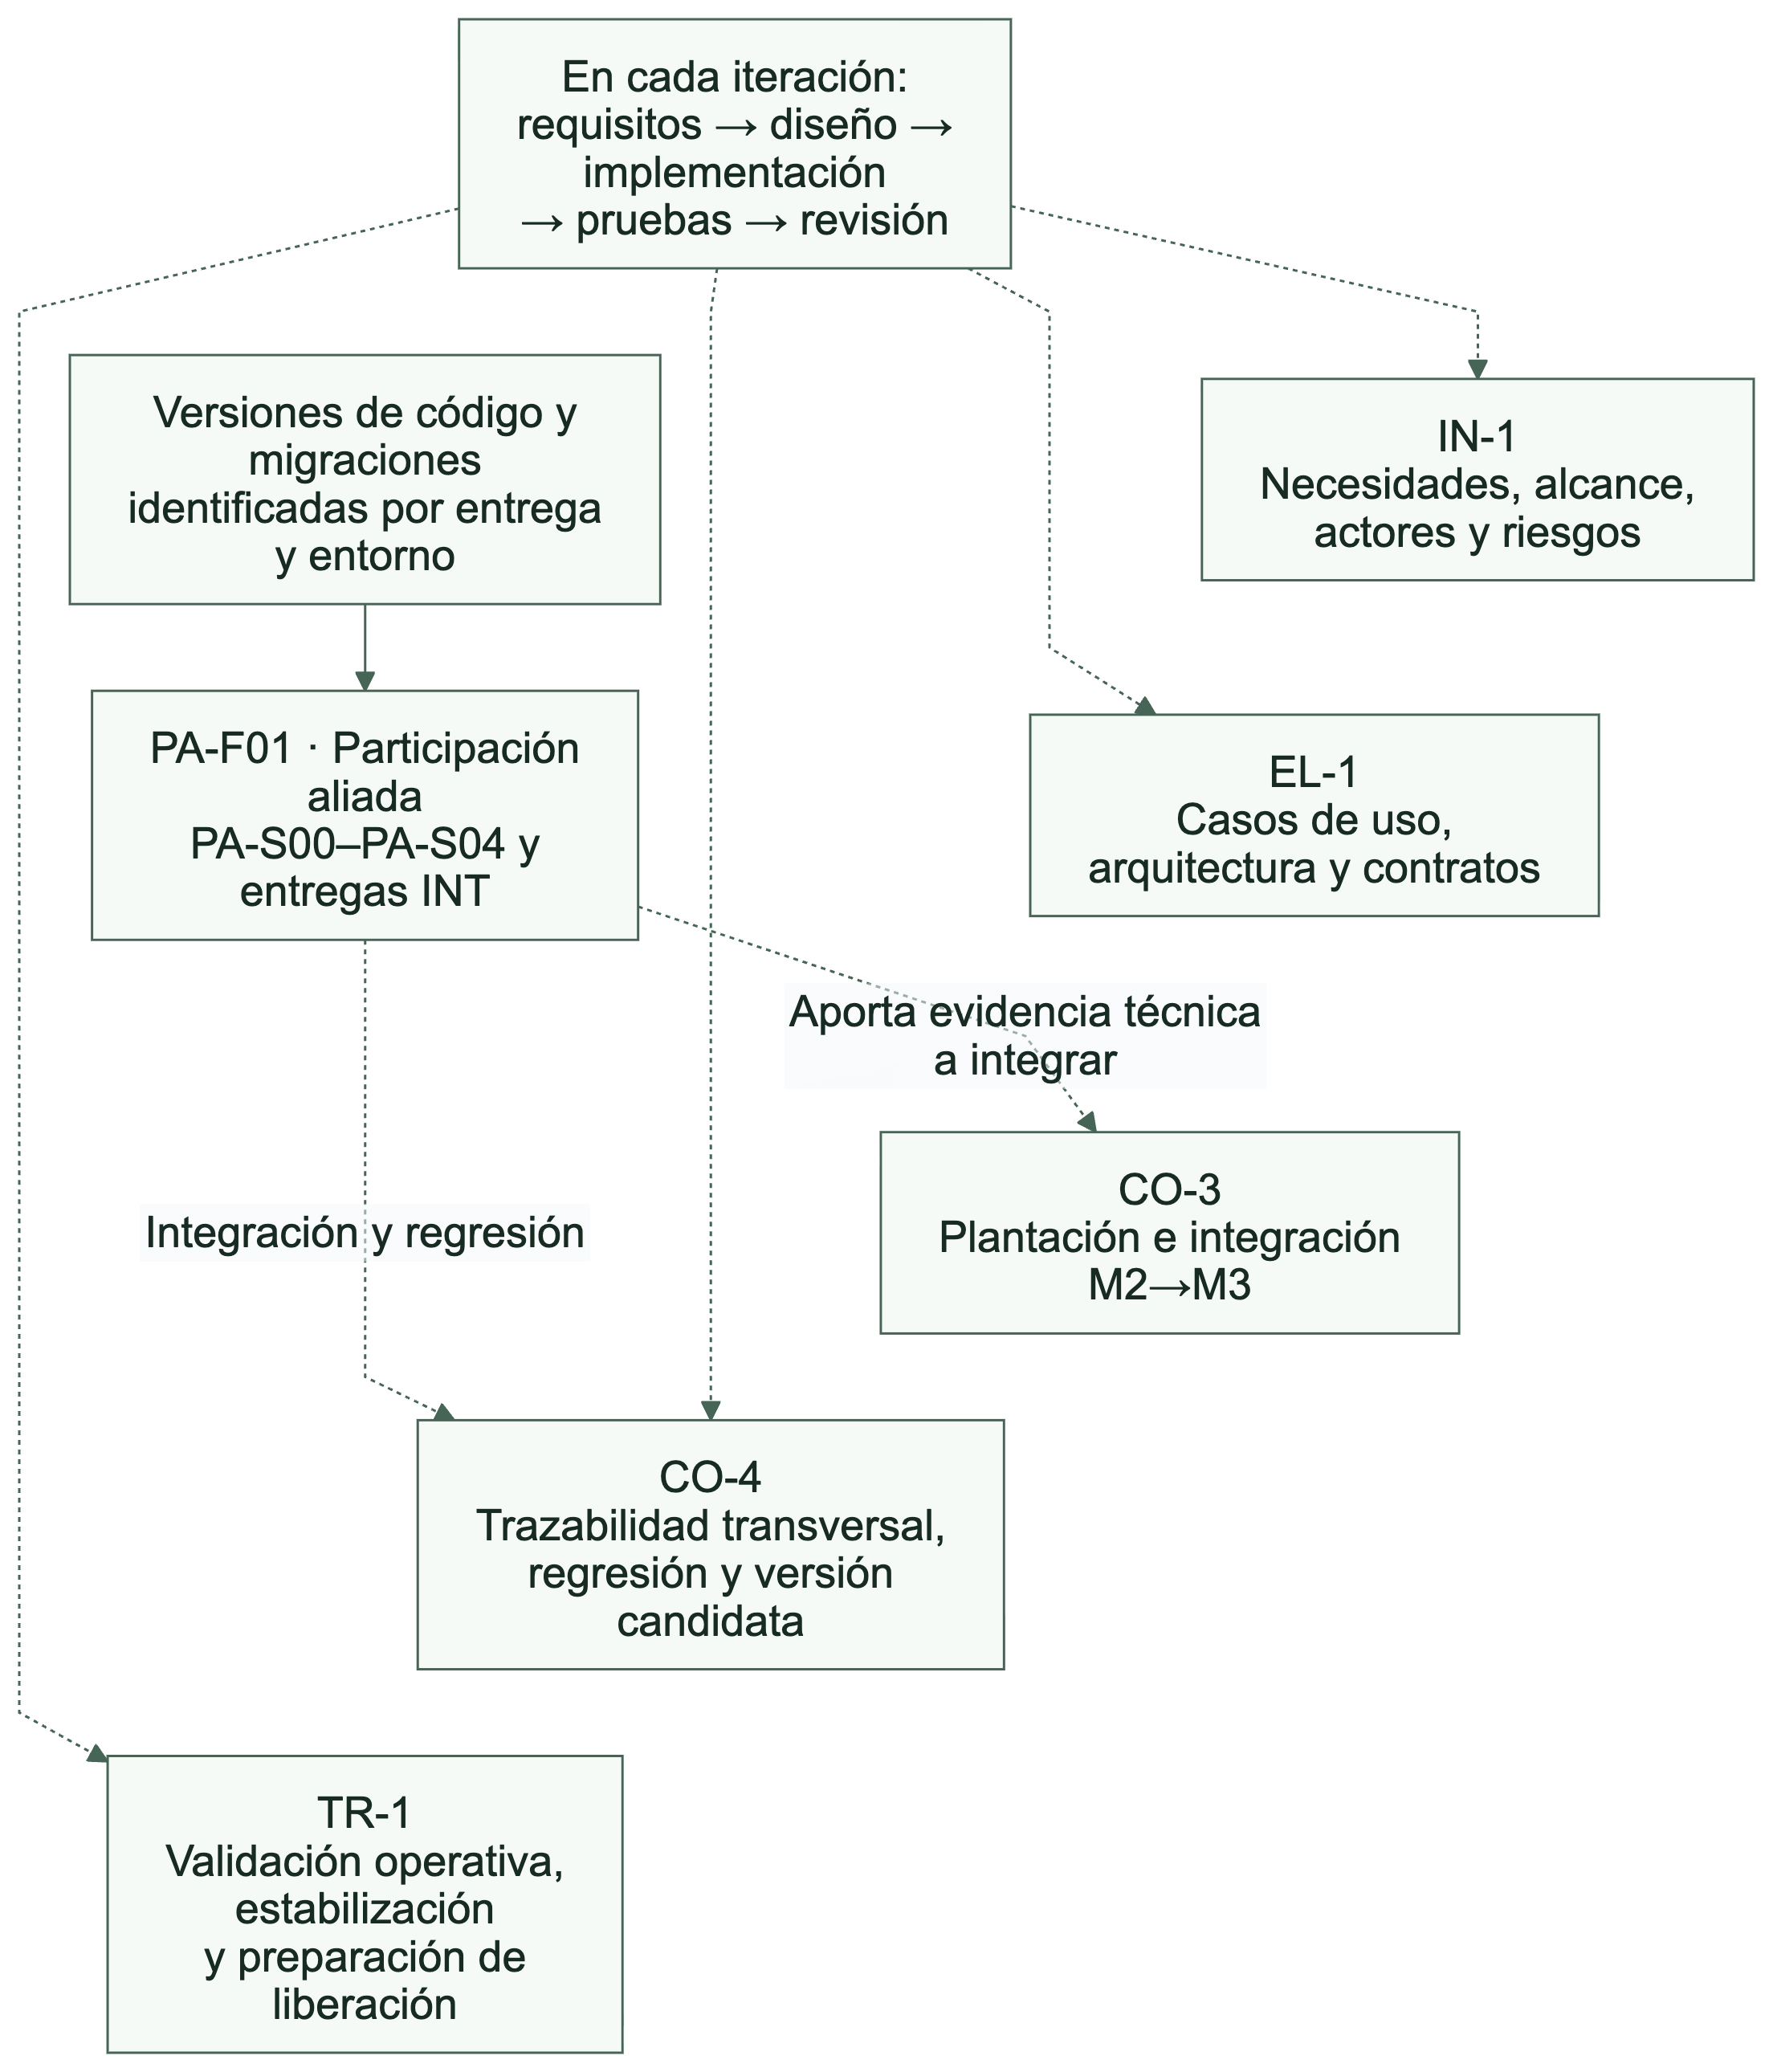 En cada iteración:
requisitos → diseño →
implementación
→ pruebas → revisión
Versiones de código y
migraciones
identificadas por entrega
y entorno
IN-1
Necesidades, alcance,
actores y riesgos
PA-F01 · Participación
aliada
PA-S00–PA-S04 y
entregas INT
EL-1
Casos de uso,
arquitectura y contratos
Aporta evidencia técnica
a integrar
Integración y regresión
CO-3
Plantación e integración
M2→M3
CO-4
Trazabilidad transversal,
regresión y versión
candidata
TR-1
Validación operativa,
estabilización
y preparación de
liberación